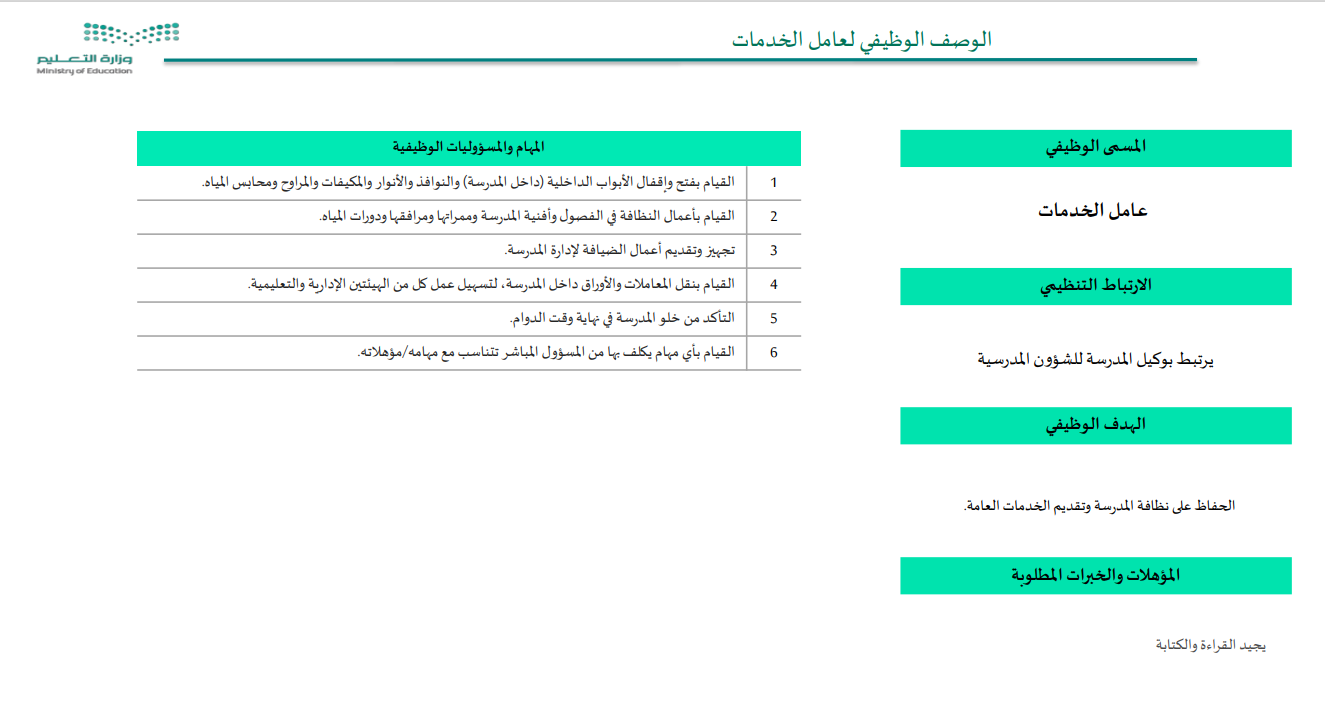 وزارة التعليم
Ministry of Education
الوصف الوظيفي لعامل الخدمات
المسمى الوظيفي
عامل الخدمات
الارتباط التنظيمي
يرتبط بوكيل المدرسة للشؤون المدرسية
الهدف الوظيفي
الحفاظ على نظافة المدرسة وتقديم الخدمات العامة.
المؤهلات والخبرات المطلوبة
يجيد القراءة والكتابة
المهام والمسؤوليات الوظيفية
1 القيام بفتح وإقفال الأبواب الداخلية (داخل المدرسة) والنوافذ والأنوار والمكيفات والمراوح ومحابس المياه.
2 القيام بأعمال النظافة في الفصول وأفنية المدرسة وممراتها ومرافقها ودورات المياه.
3 تجهيز وتقديم أعمال الضيافة لإدارة المدرسة.
4 القيام بنقل المعاملات والأوراق داخل المدرسة، لتسهيل عمل كل من الهيئتين الإدارية والتعليمية.
5 التأكد من خلو المدرسة في نهاية وقت الدوام.
6 القيام بأي مهام يكلف بها من المسؤول المباشر تتناسب مع مهامه/مؤهلاته.